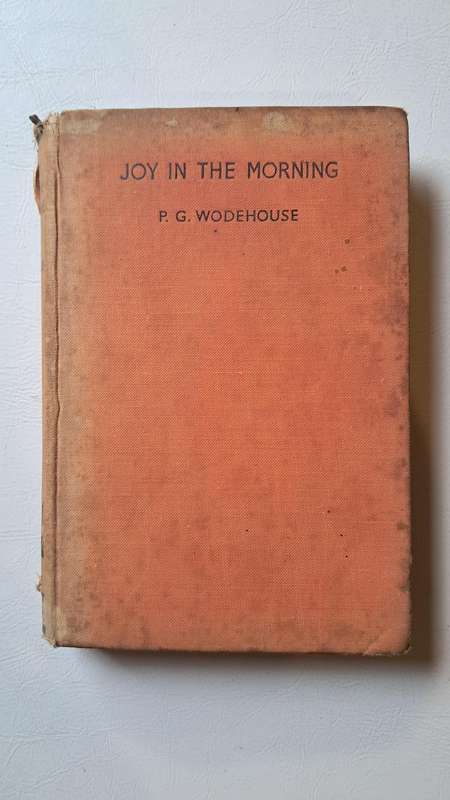 JOY IN THE MORNING
P. G. WODEHOUSE